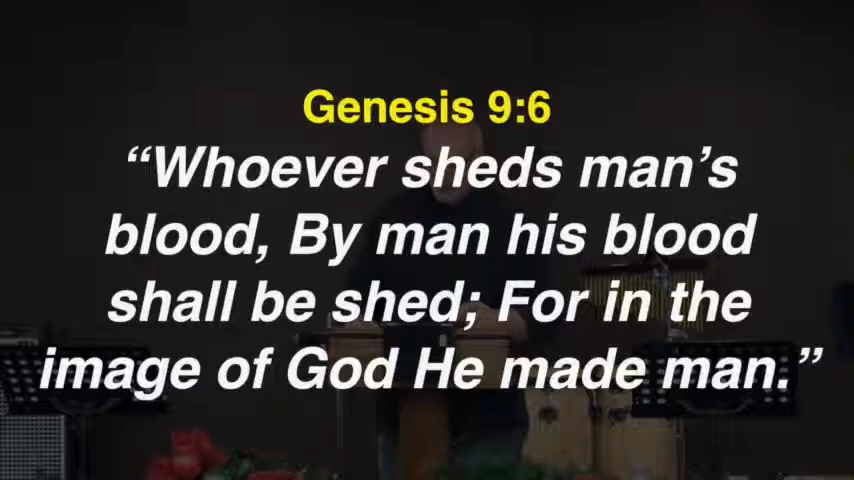 Genesis 9:6
“Whoever sheds man’s
blood, By man his blood
shall be shed; For in the
image of God He made man.”